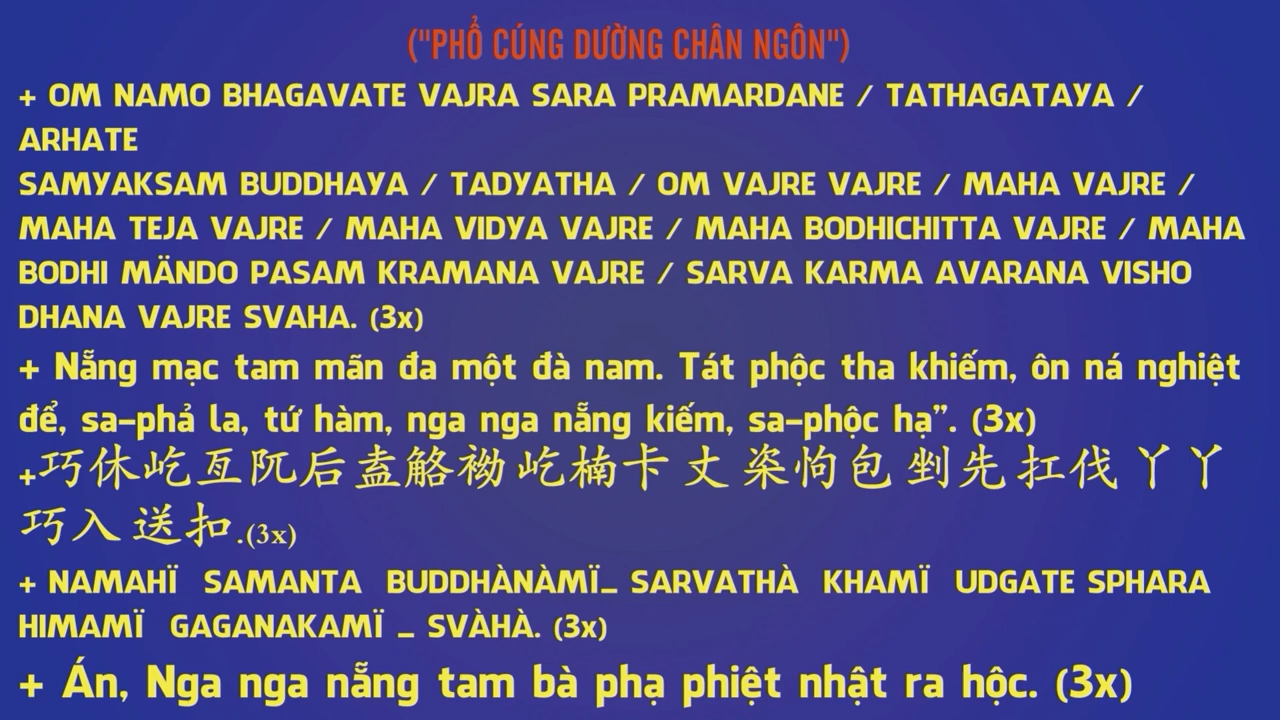 ("PHỔ CÚNG DƯỜNG CHÂN NGÔN")
+ OM NAMO BHAGAVATE VAJRA SARA PRAMARDANE / TATHAGATAYA /
ARHATE
SAMYAKSAM BUDDHAYA / TADYATHA / OM VAJRE VAJRE / MAHA VAJRE /
MAHA TEJA VAJRE / MAHA VIDYA VAJRE / MAHA BODHICHITTA VAJRE / MAHA
BODHI MÄNDO PASAM KRAMANA VAJRE / SARVA KARMA AVARANA VISHO
DHANA VAJRE SVAHA. (3x)
+ Nẵng mạc tam mãn đa một đà nam. Tát phộc tha khiếm, ôn ná nghiệt
để, sa-phả la, tứ hàm, nga nga nẵng kiếm, sa-phộc hạ”. (3x)
+巧休屹亙阢后盍觡袎屹楠卡丈栥怐包剉先扛伐丫丫
巧入送扣.(3x)
+ NAMAHÏ SAMANTA BUDDHÀNÀMÏ_ SARVATHÀ KHAMÏ UDGATE SPHARA
HIMAMÏ GAGANAKAMÏ _ SVÀHÀ. (3x)
+ Án, Nga nga nẵng tam bà phạ phiệt nhật ra hộc. (3x)